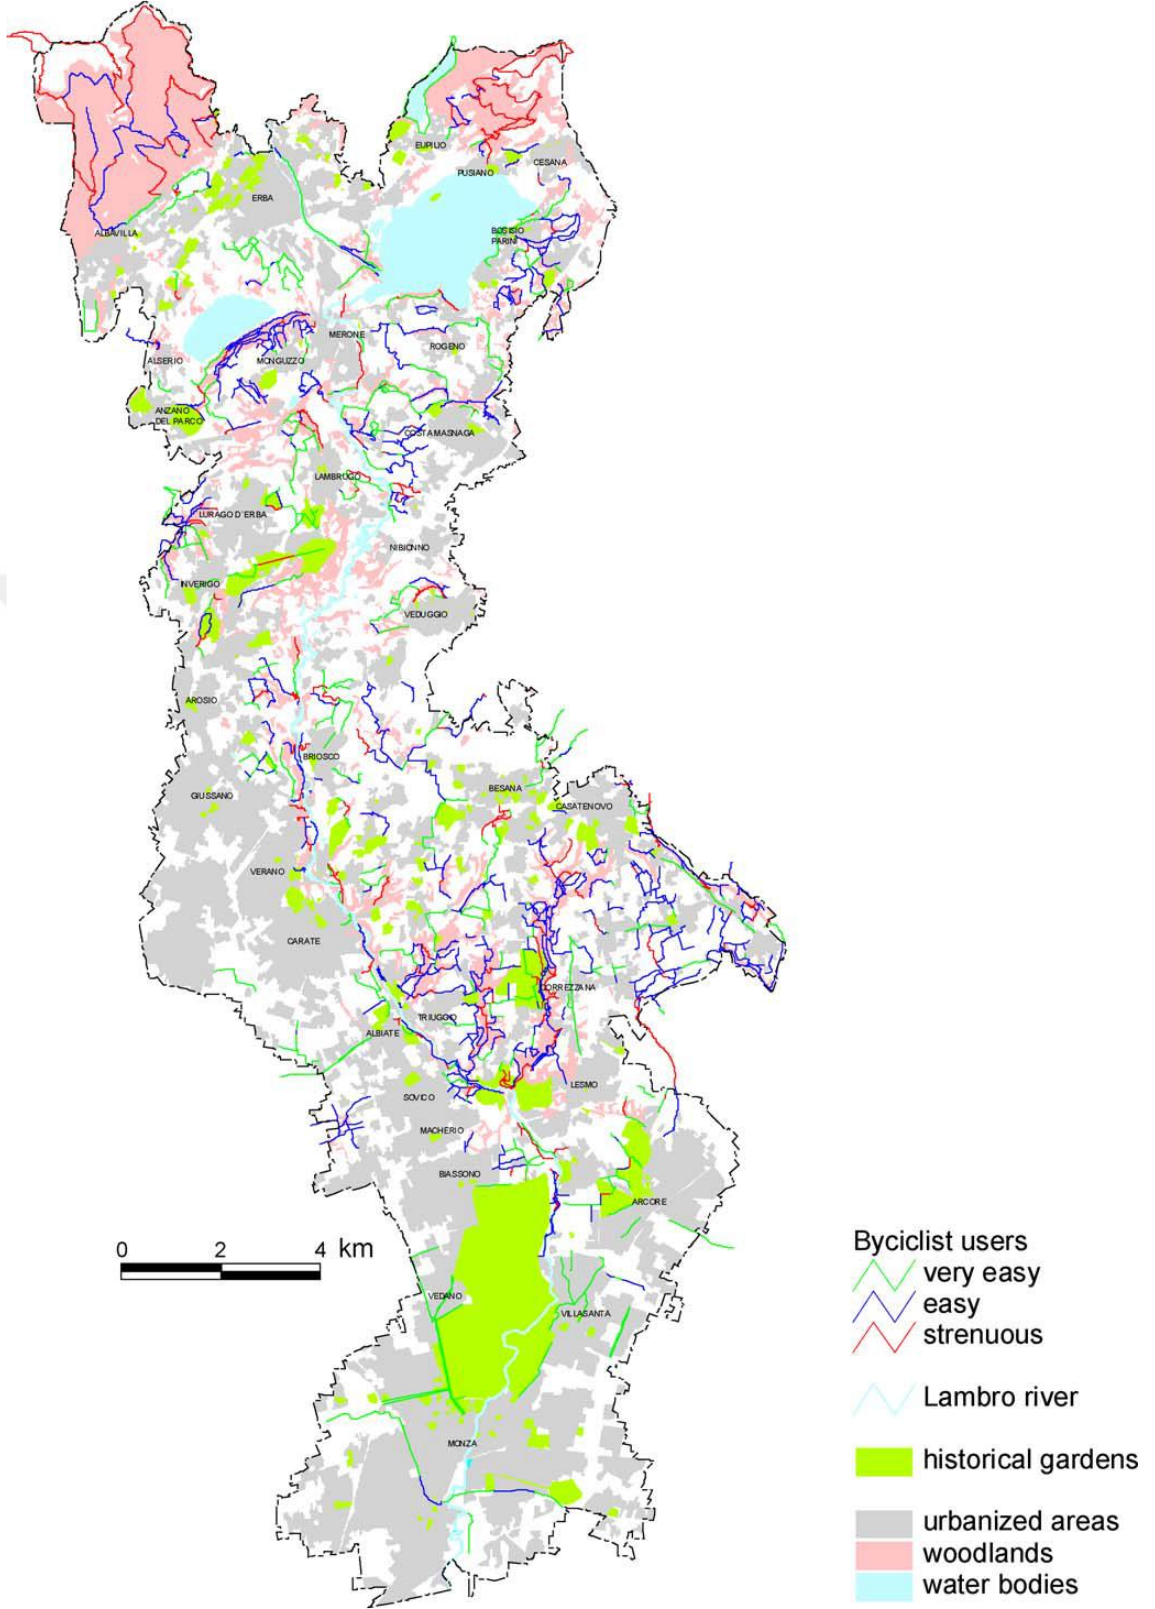 EUPILIO
CESANA
PUSIANO
ERBA
ALBAVILLA
BOSISIO
PARINI
MERONE
ROGENO
ALSERIO
MONGUZZO
ANZANO
DEL PARCO
COSTAMASNAGA
LAMBRUGO
LURAGO D'ERBA
NIBIONNO
INVERIGO
VEDUGGIO
AROSIO
BRIOSCO
GIUSSANO
BESANA
CASATENOVO
VERANO
CARATE
CORREZZANA
TRIUGGIO
ALBIATE
LESMO
SOVICO
MACHERIO
BIASSONO
ARCORE
0 2 4 km
VEDANO
VILLASANTA
MONZA
Byciclist users
very easy
easy
strenuous
Lambro river
historical gardens
urbanized areas
woodlands
water bodies